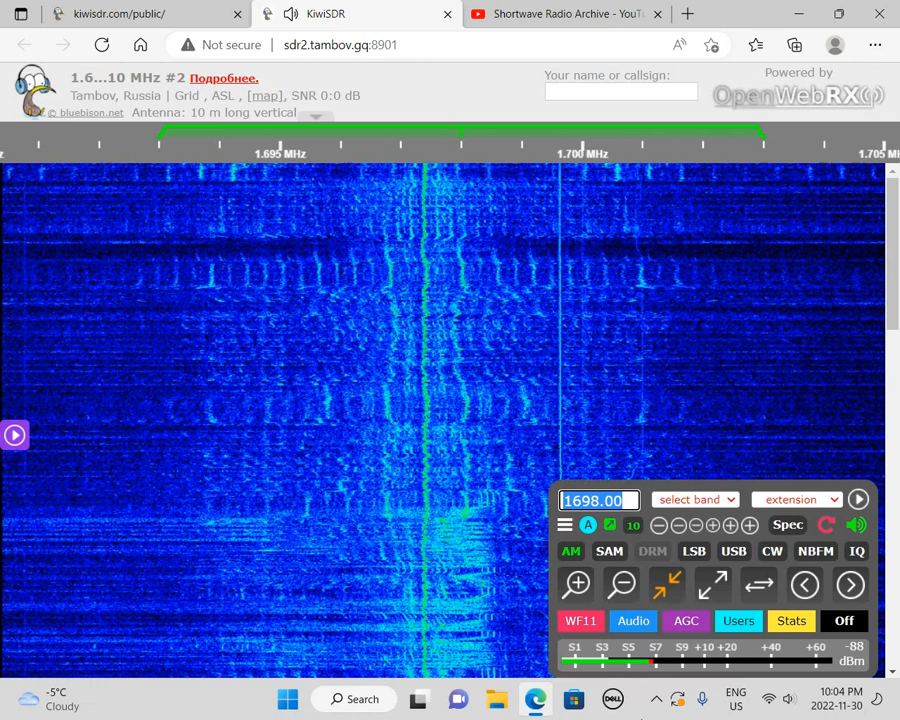 kiwisdr.com/public/
KiwiSDR
Shortwave Radio Archive - YouT
Not secure
sdr2.tambov.gq:8901
1.6...10 MHz #2 Подробнее.
Tambov, Russia | Grid , ASL , [map], SNR 0:0 dB
© bluebison.net Antenna: 10 m long vertical
Your name or callsign:
Powered by
OpenWebRX
z 1.695 MHz 1.700 MHz 1.705 M
1698.00 select band extension
A 10 Spec
AM SAM DRM LSB USB CW NBFM IQ
WF11 Audio AGC Users Stats Off
S1 S3 S5 S7 S9 +10 +20 +40 +60 -88
dBm
-5°C
Cloudy
Search
DELL
ENG
US
10:04 AM
2022-11-30